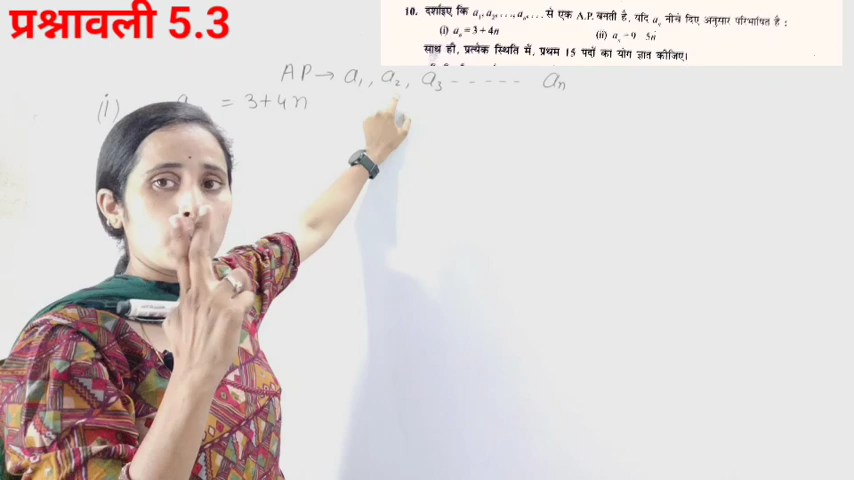 प्रश्नावली 5.3
10. दर्शाइए कि a₁, a₂, . . ., aₙ, . . . से एक A.P. बनती है, यदि aₙ नीचे दिए अनुसार परिभाषित है :
(i) aₙ = 3 + 4n (ii) aₙ = 9 5n
साथ ही, प्रत्येक स्थिति में, प्रथम 15 पदों का योग ज्ञात कीजिए।
AP → a₁, a₂, a₃ - - - - - aₙ
(i) a = 3+4n